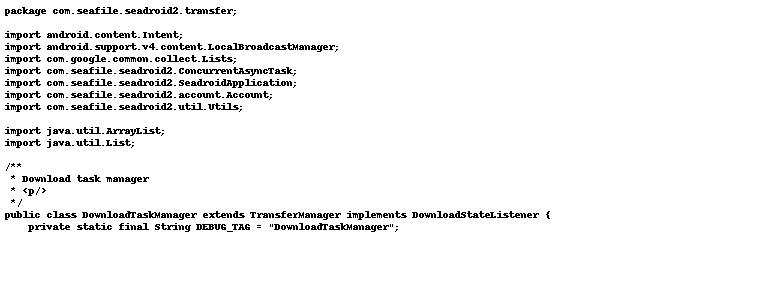 package com.seafile.seadroid2.transfer;

import android.content.Intent;
import android.support.v4.content.LocalBroadcastManager;
import com.google.common.collect.Lists;
import com.seafile.seadroid2.ConcurrentAsyncTask;
import com.seafile.seadroid2.SeadroidApplication;
import com.seafile.seadroid2.account.Account;
import com.seafile.seadroid2.util.Utils;

import java.util.ArrayList;
import java.util.List;

/**
 * Download task manager
 * <p/>
 */
public class DownloadTaskManager extends TransferManager implements DownloadStateListener {
    private static final String DEBUG_TAG = "DownloadTaskManager";